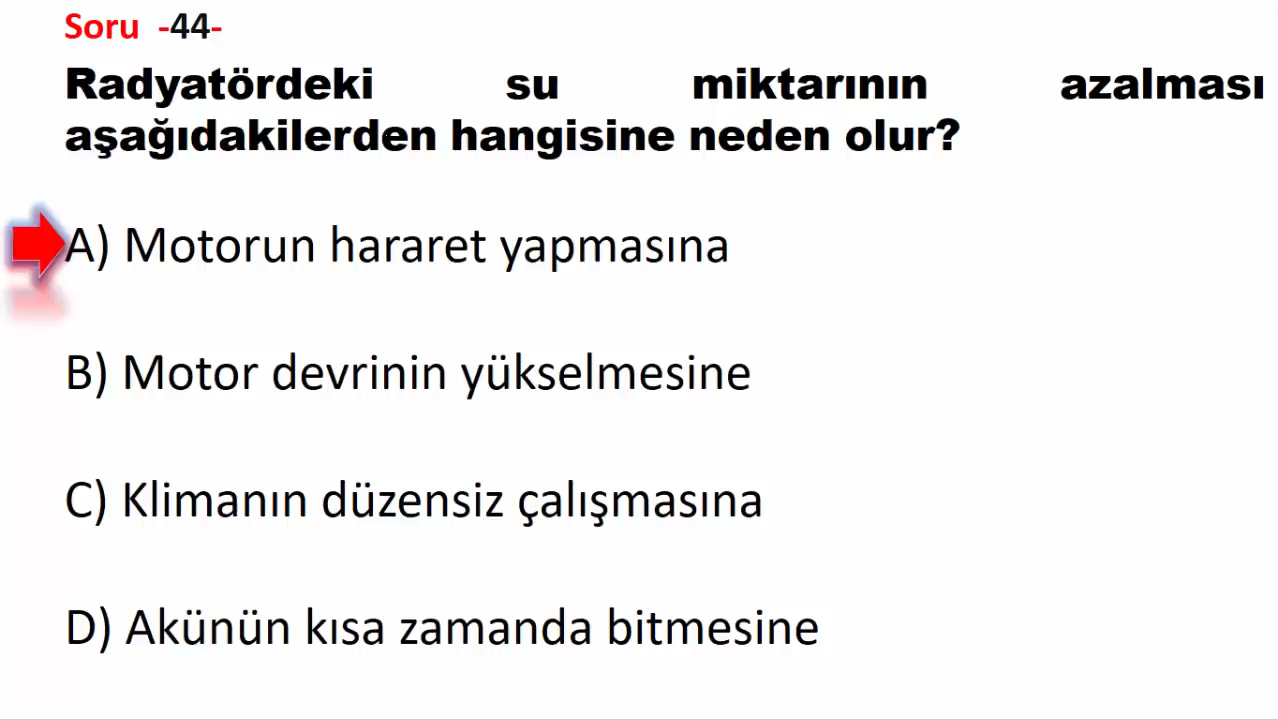 Soru -44-
Radyatördeki su miktarının azalması
aşağıdakilerden hangisine neden olur?
A) Motorun hararet yapmasına
B) Motor devrinin yükselmesine
C) Klimanın düzensiz çalışmasına
D) Akünün kısa zamanda bitmesine